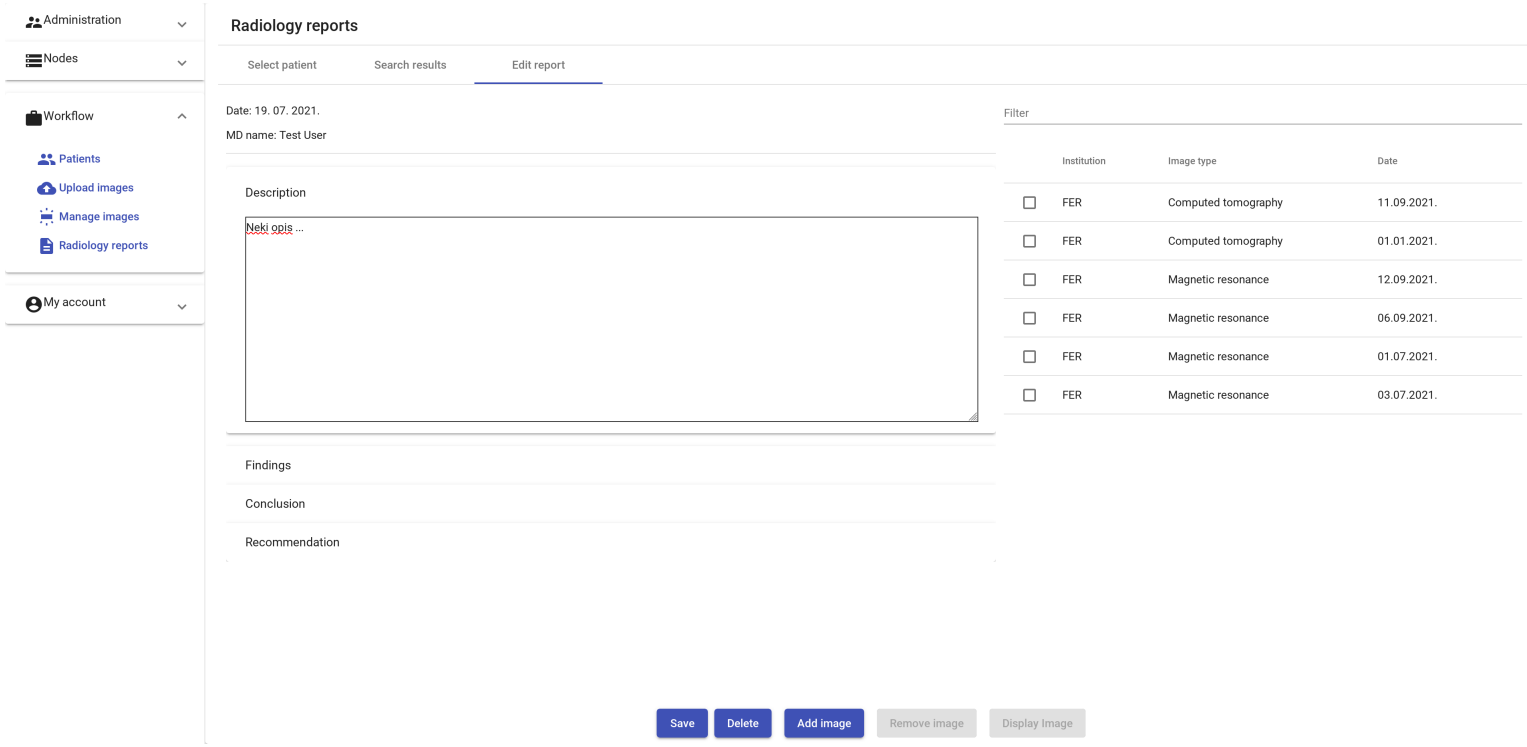 Administration
Nodes
Workflow
Patients
Upload images
Manage images
Radiology reports
My account
Radiology reports
Select patient Search results Edit report
Date: 19. 07. 2021.
MD name: Test User
Description
Neki opis ...
Findings
Conclusion
Recommendation
Filter
Institution Image type Date
FER Computed tomography 11.09.2021.
FER Computed tomography 01.01.2021.
FER Magnetic resonance 12.09.2021.
FER Magnetic resonance 06.09.2021.
FER Magnetic resonance 01.07.2021.
FER Magnetic resonance 03.07.2021.
Save Delete Add image Remove image Display Image